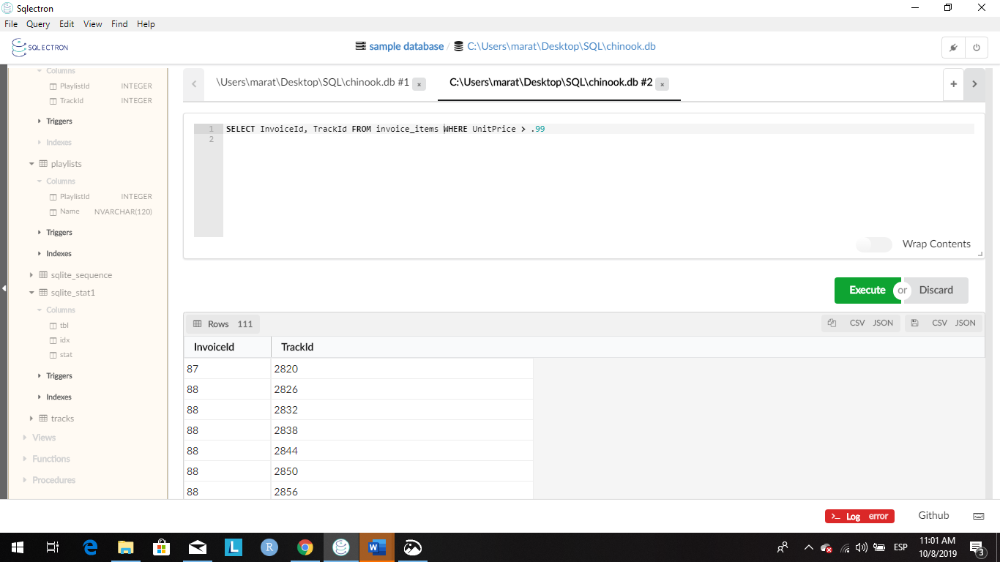 Sqlectron
File Query Edit View Find Help
SQLECTRON
sample database / C:\Users\marat\Desktop\SQL\chinook.db
Columns
PlaylistId INTEGER
TrackId INTEGER
Triggers
Indexes
playlists
Columns
PlaylistId INTEGER
Name NVARCHAR(120)
Triggers
Indexes
sqlite_sequence
sqlite_stat1
Columns
tbl
idx
stat
Triggers
Indexes
tracks
Views
Functions
Procedures
\Users\marat\Desktop\SQL\chinook.db #1 × C:\Users\marat\Desktop\SQL\chinook.db #2 × +
1 SELECT InvoiceId, TrackId FROM invoice_items WHERE UnitPrice > .99
2
Wrap Contents
Execute or Discard
Rows 111 CSV JSON CSV JSON
InvoiceId TrackId
87 2820
88 2826
88 2832
88 2838
88 2844
88 2850
88 2856
>_ Log error Github
e L R W ESP 11:01 AM
10/8/2019 3